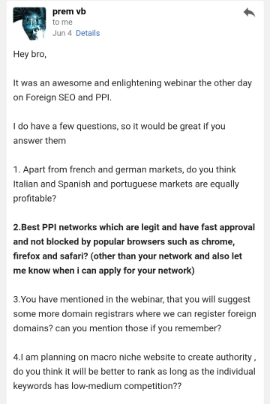 prem vb
to me
Jun 4 Details
Hey bro,
It was an awesome and enlightening webinar the other day
on Foreign SEO and PPI.
I do have a few questions, so it would be great if you
answer them
1. Apart from french and german markets, do you think
Italian and Spanish and portuguese markets are equally
profitable?
2.Best PPI networks which are legit and have fast approval
and not blocked by popular browsers such as chrome,
firefox and safari? (other than your network and also let
me know when i can apply for your network)
3.You have mentioned in the webinar, that you will suggest
some more domain registrars where we can register foreign
domains? can you mention those if you remember?
4.I am planning on macro niche website to create authority ,
do you think it will be better to rank as long as the individual
keywords has low-medium competition??